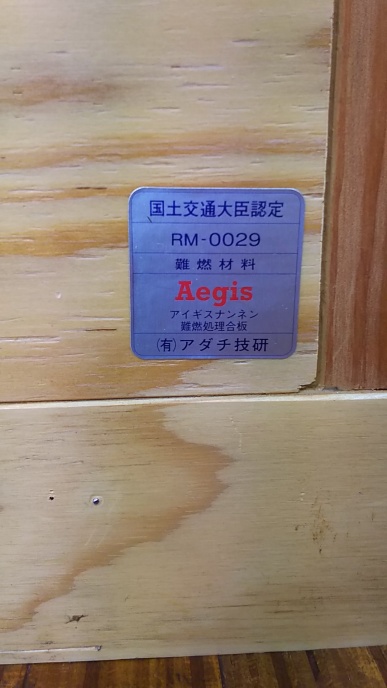 国土交通大臣認定
RM-0029
難燃材料
Aegis
アイギスナンネン
難燃処理合板
(有)アダチ技研